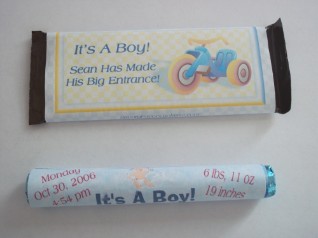 It's A Boy!
Sean Has Made
His Big Entrance!
Monday
Oct 30, 2006
4:54 pm
It's A Boy!
6 lbs, 11 oz
19 Inches